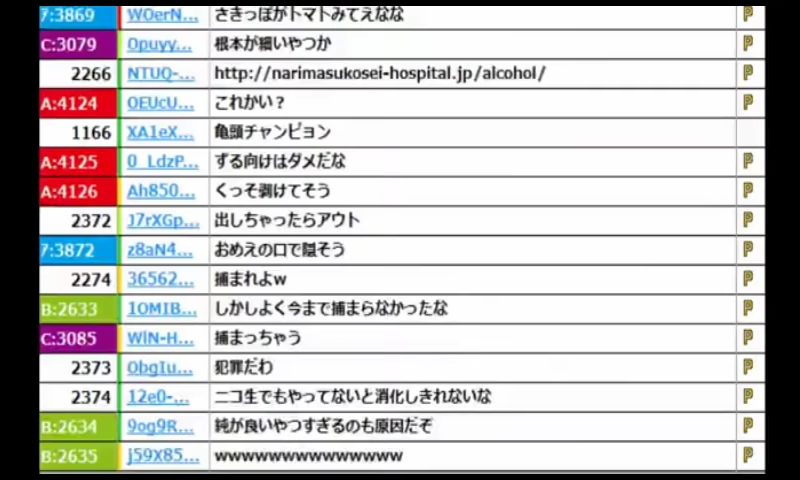 7:3869 WOerN... さきっぽがトマトみてえなな P
C:3079 Opuyy... 根本が細いやつか P
2266 NTUQ-... http://narimasukosei-hospital.jp/alcohol/ P
A:4124 OEUcU... これかい？ P
1166 XA1eX... 亀頭チャンピョン
A:4125 0_LdzP... ずる向けはダメだな P
A:4126 Ah850... くっそ剥けてそう P
2372 J7rXGp... 出しちゃったらアウト P
7:3872 z8aN4... おめえの口で隠そう P
2274 36562... 捕まれよw P
B:2633 1OMIB... しかしよく今まで捕まらなかったな P
C:3085 WlN-H... 捕まっちゃう P
2373 ObgIu... 犯罪だわ P
2374 12e0-... ニコ生でもやってないと消化しきれないな P
B:2634 9og9R... 純が良いやつすぎるのも原因だぞ P
B:2635 j59X85... wwwwwwwwwwwwwww P